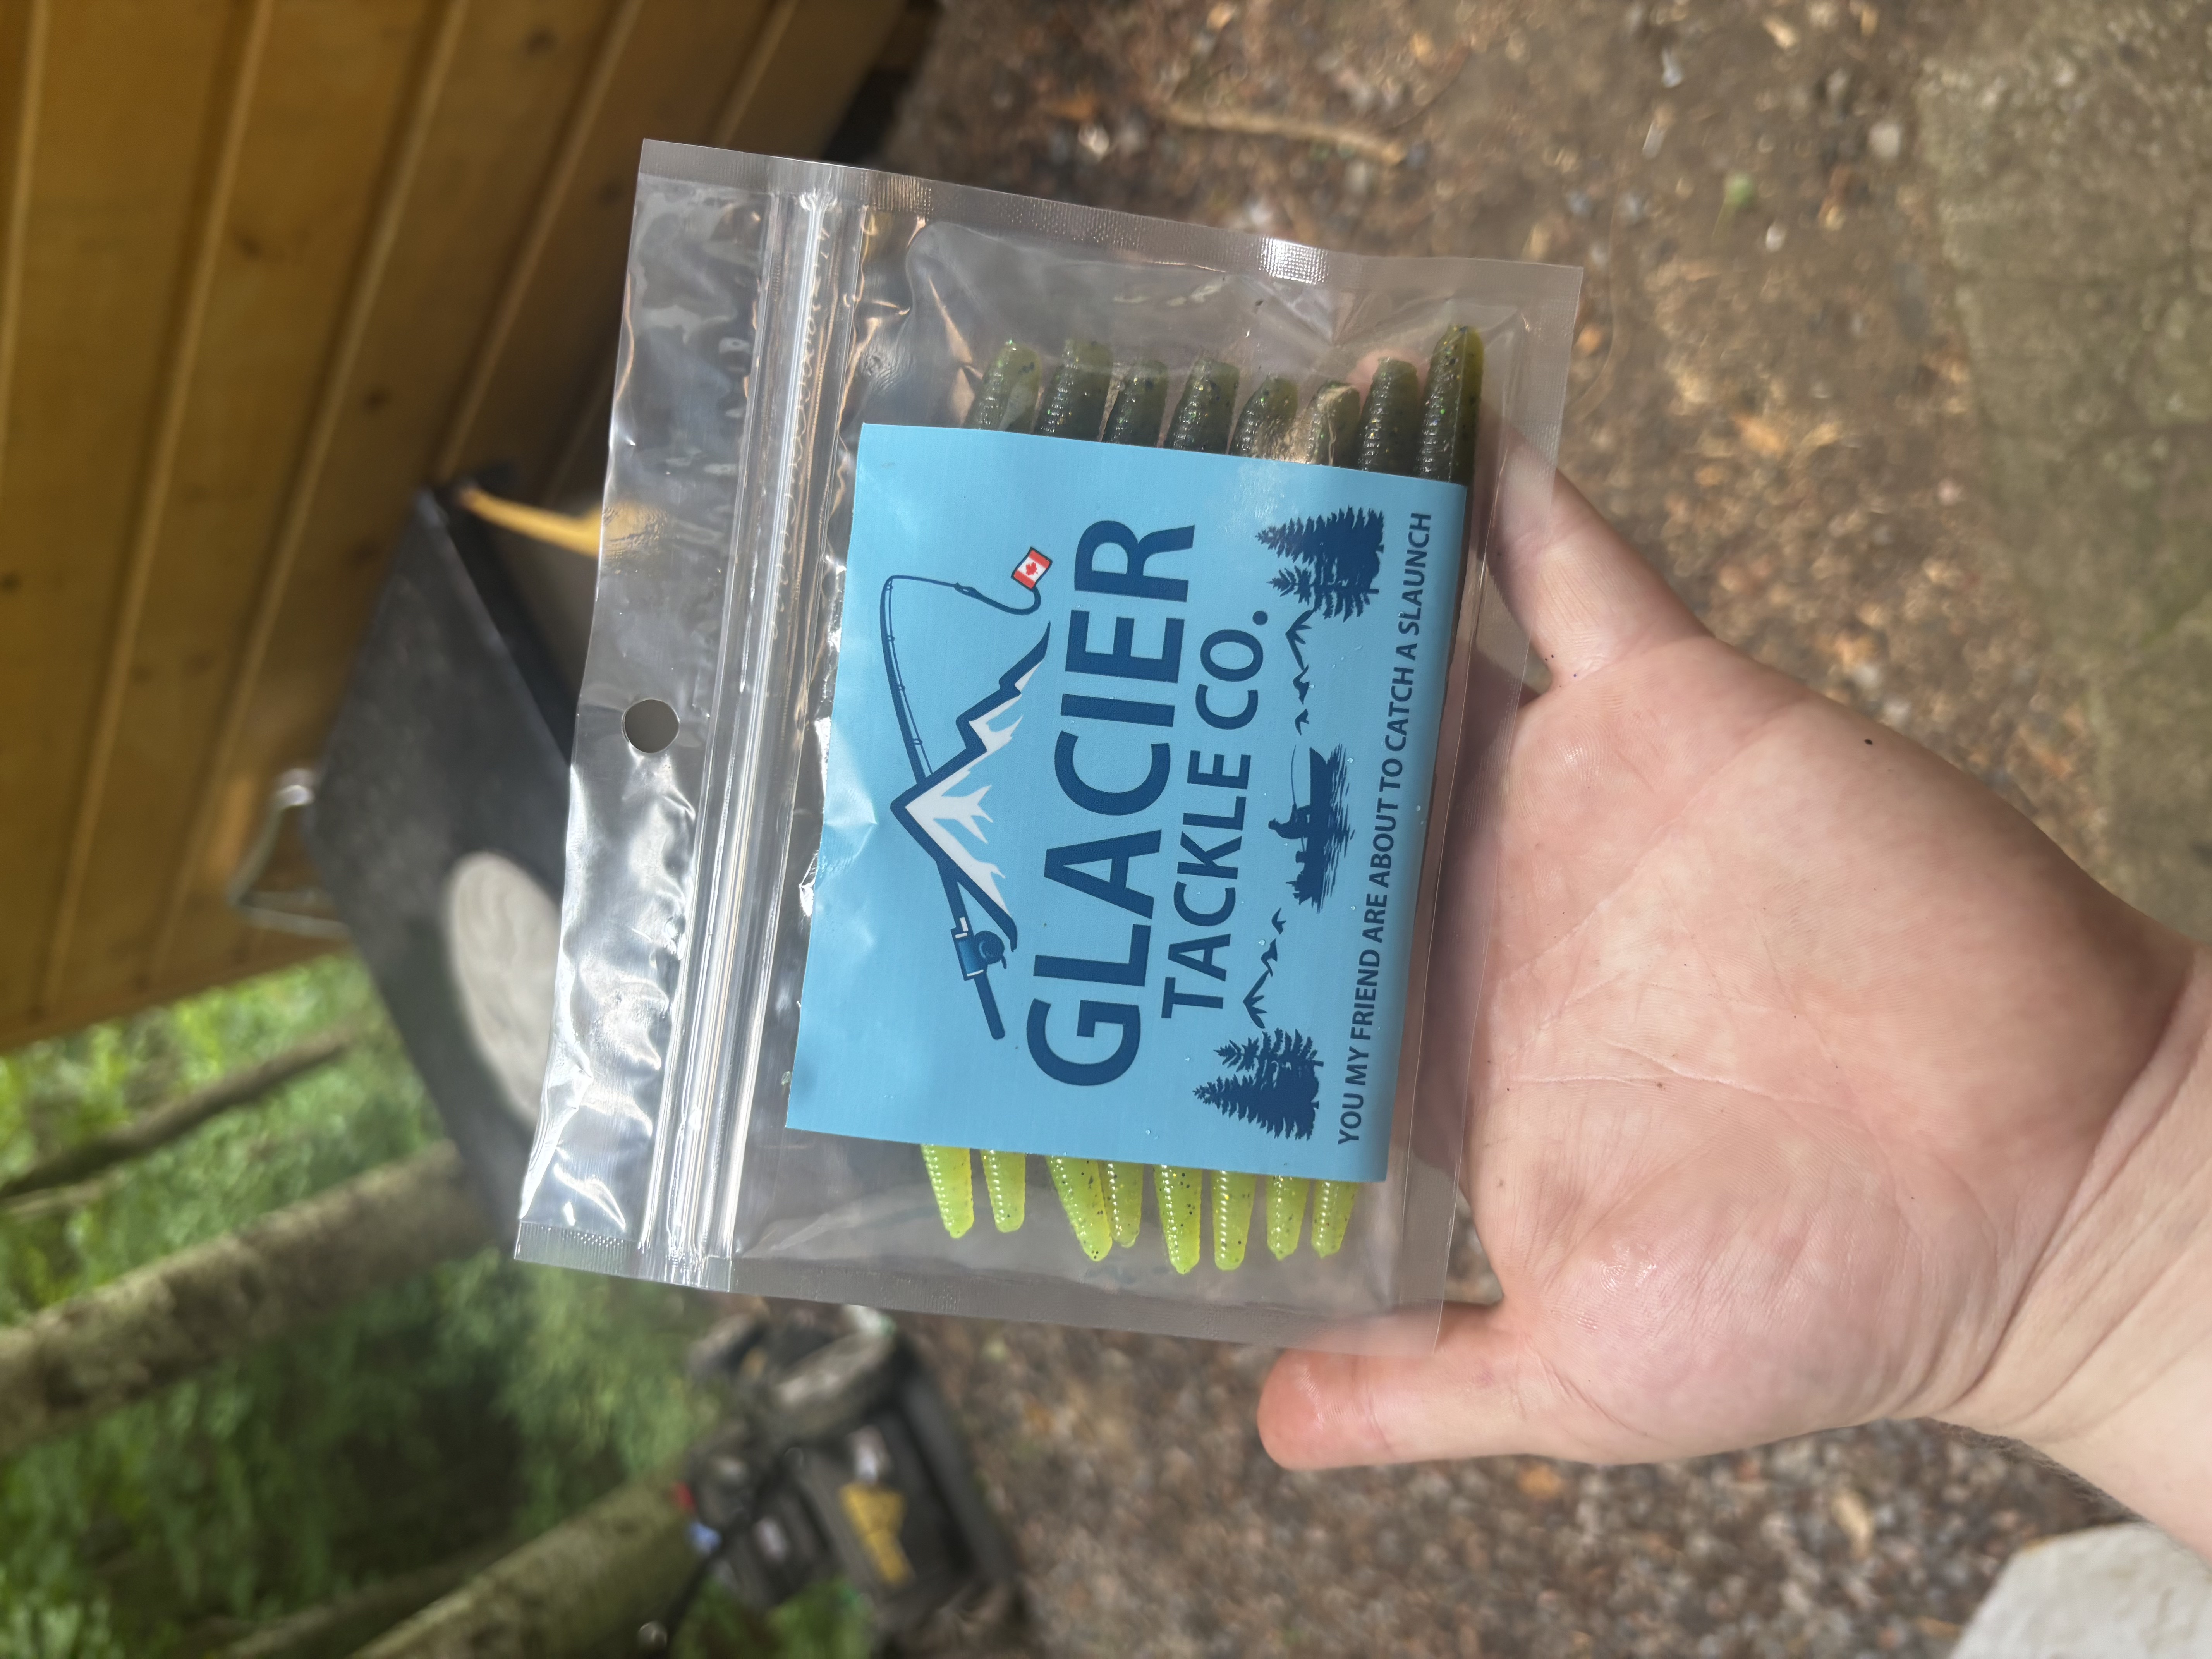 GLACIER
TACKLE CO.
YOU MY FRIEND ARE ABOUT TO CATCH A SLAUNCH